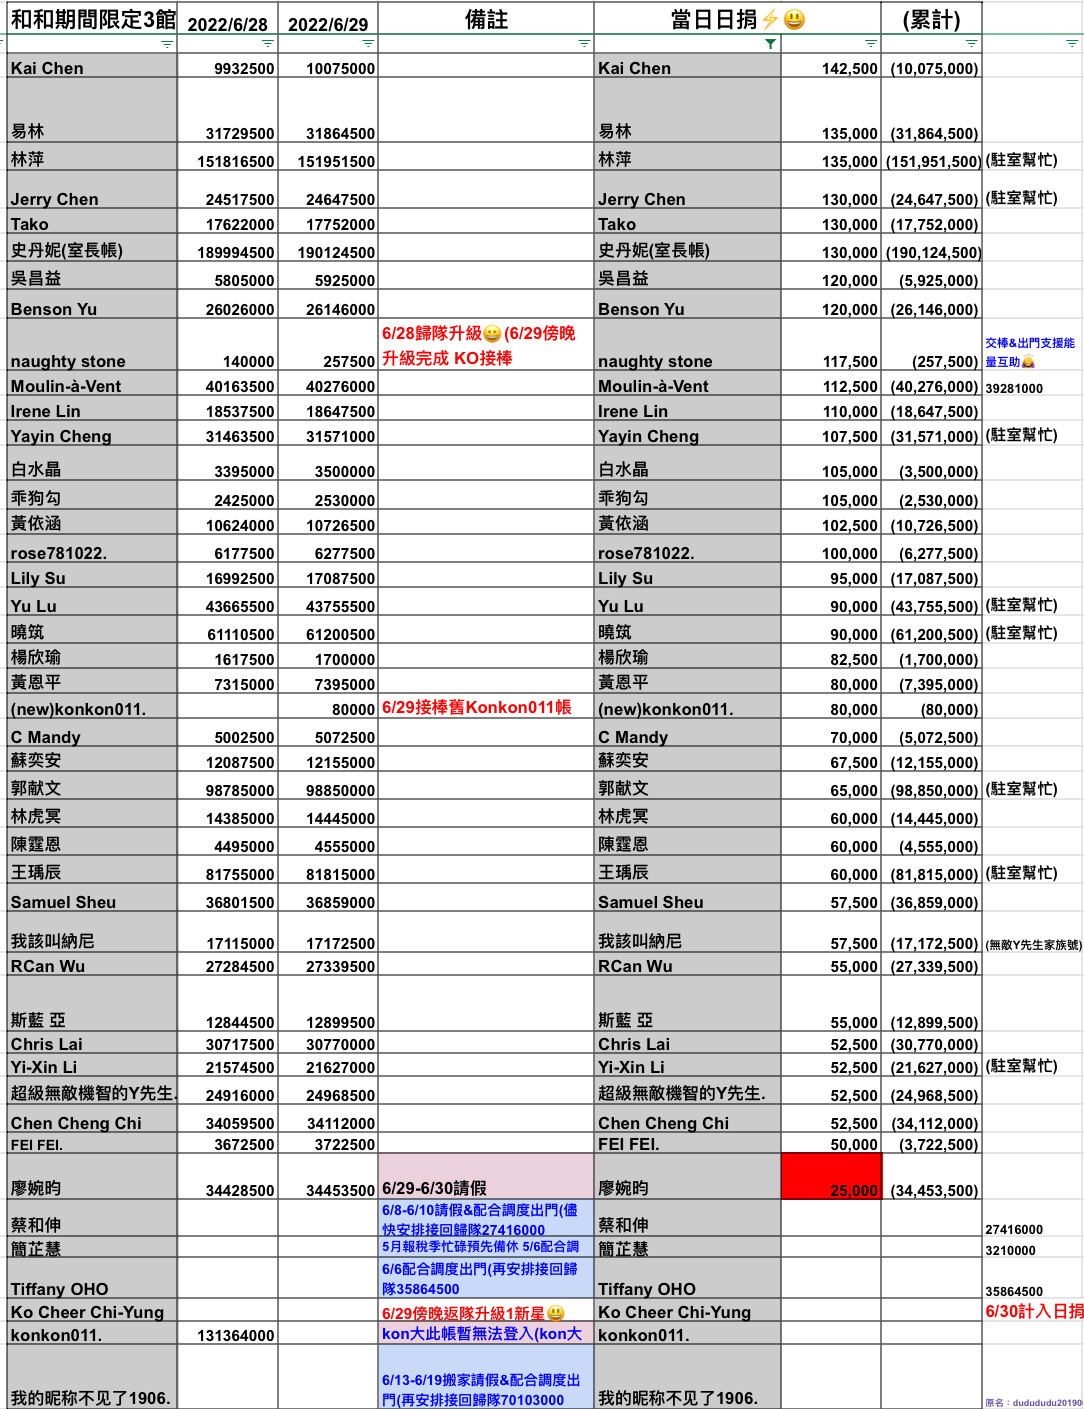 和和期間限定3館 2022/6/28 2022/6/29 備註 當日日捐⚡😃 (累計)
Kai Chen 9932500 10075000 Kai Chen 142,500 (10,075,000)
易林 31729500 31864500 易林 135,000 (31,864,500)
林萍 151816500 151951500 林萍 135,000 (151,951,500) (駐室幫忙)
Jerry Chen 24517500 24647500 Jerry Chen 130,000 (24,647,500) (駐室幫忙)
Tako 17622000 17752000 Tako 130,000 (17,752,000)
史丹妮(室長帳) 189994500 190124500 史丹妮(室長帳) 130,000 (190,124,500)
吳昌益 5805000 5925000 吳昌益 120,000 (5,925,000)
Benson Yu 26026000 26146000 Benson Yu 120,000 (26,146,000)
6/28歸隊升級😀(6/29傍晚
升級完成 KO接棒
交棒&出門支援能
量互助🙇
naughty stone 140000 257500 naughty stone 117,500 (257,500)
Moulin-à-Vent 40163500 40276000 Moulin-à-Vent 112,500 (40,276,000) 39281000
Irene Lin 18537500 18647500 Irene Lin 110,000 (18,647,500)
Yayin Cheng 31463500 31571000 Yayin Cheng 107,500 (31,571,000) (駐室幫忙)
白水晶 3395000 3500000 白水晶 105,000 (3,500,000)
乖狗勾 2425000 2530000 乖狗勾 105,000 (2,530,000)
黃依涵 10624000 10726500 黃依涵 102,500 (10,726,500)
rose781022. 6177500 6277500 rose781022. 100,000 (6,277,500)
Lily Su 16992500 17087500 Lily Su 95,000 (17,087,500)
Yu Lu 43665500 43755500 Yu Lu 90,000 (43,755,500) (駐室幫忙)
曉筑 61110500 61200500 曉筑 90,000 (61,200,500) (駐室幫忙)
楊欣瑜 1617500 1700000 楊欣瑜 82,500 (1,700,000)
黃恩平 7315000 7395000 黃恩平 80,000 (7,395,000)
(new)konkon011. 80000 6/29接棒舊Konkon011帳 (new)konkon011. 80,000 (80,000)
C Mandy 5002500 5072500 C Mandy 70,000 (5,072,500)
蘇奕安 12087500 12155000 蘇奕安 67,500 (12,155,000)
郭献文 98785000 98850000 郭献文 65,000 (98,850,000) (駐室幫忙)
林虎冥 14385000 14445000 林虎冥 60,000 (14,445,000)
陳霆恩 4495000 4555000 陳霆恩 60,000 (4,555,000)
王瑀辰 81755000 81815000 王瑀辰 60,000 (81,815,000) (駐室幫忙)
Samuel Sheu 36801500 36859000 Samuel Sheu 57,500 (36,859,000)
我該叫納尼 17115000 17172500 我該叫納尼 57,500 (17,172,500) (無敵Y先生家族號)
RCan Wu 27284500 27339500 RCan Wu 55,000 (27,339,500)
斯藍 亞 12844500 12899500 斯藍 亞 55,000 (12,899,500)
Chris Lai 30717500 30770000 Chris Lai 52,500 (30,770,000)
Yi-Xin Li 21574500 21627000 Yi-Xin Li 52,500 (21,627,000) (駐室幫忙)
超級無敵機智的Y先生. 24916000 24968500 超級無敵機智的Y先生. 52,500 (24,968,500)
Chen Cheng Chi 34059500 34112000 Chen Cheng Chi 52,500 (34,112,000)
FEI FEI. 3672500 3722500 FEI FEI. 50,000 (3,722,500)
廖婉昀 34428500 34453500 6/29-6/30請假 廖婉昀 25,000 (34,453,500)
6/8-6/10請假&配合調度出門(儘
快安排接回歸隊27416000
蔡和伸 蔡和伸 27416000
簡芷慧 5月報稅季忙碌預先備休 5/6配合調 簡芷慧 3210000
6/6配合調度出門(再安排接回歸
隊35864500
Tiffany OHO Tiffany OHO 35864500
Ko Cheer Chi-Yung 6/29傍晚返隊升級1新星😃 Ko Cheer Chi-Yung 6/30計入日捐
konkon011. 131364000 kon大此帳暫無法登入(kon大 konkon011.
6/13-6/19搬家請假&配合調度出
門(再安排接回歸隊70103000
我的昵称不见了1906. 我的昵称不见了1906. 原名：dudududu20190